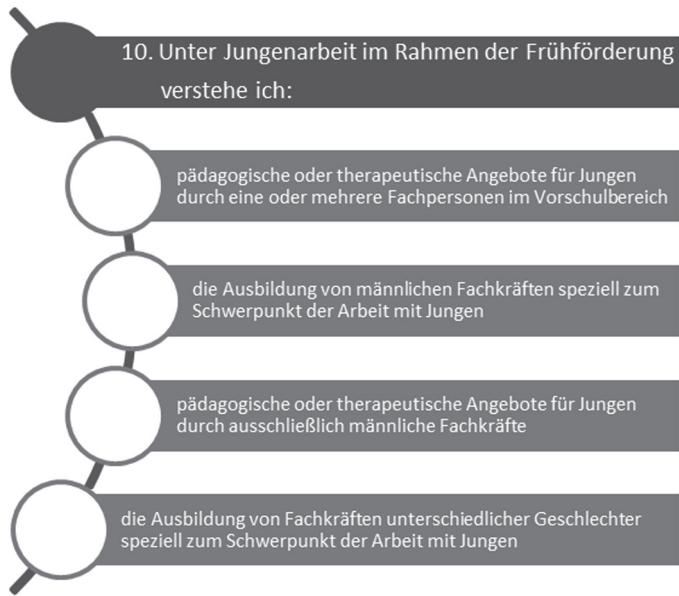 10. Unter Jungenarbeit im Rahmen der Frühförderung
verstehe ich:
pädagogische oder therapeutische Angebote für Jungen
durch eine oder mehrere Fachpersonen im Vorschulbereich
die Ausbildung von männlichen Fachkräften speziell zum
Schwerpunkt der Arbeit mit Jungen
pädagogische oder therapeutische Angebote für Jungen
durch ausschließlich männliche Fachkräfte
die Ausbildung von Fachkräften unterschiedlicher Geschlechter
speziell zum Schwerpunkt der Arbeit mit Jungen